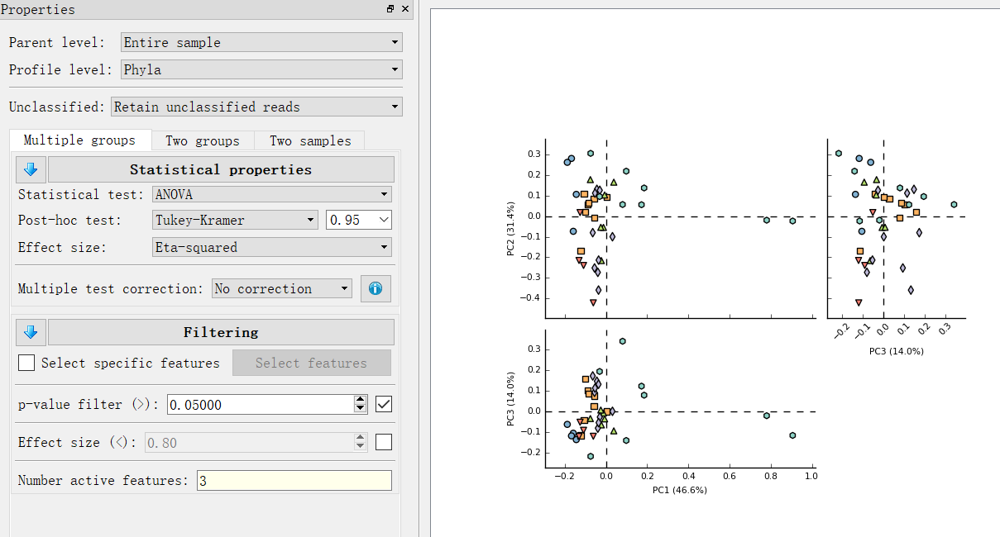 Properties
Parent level: Entire sample
Profile level: Phyla
Unclassified: Retain unclassified reads
Multiple groups Two groups Two samples
Statistical properties
Statistical test: ANOVA
Post-hoc test: Tukey-Kramer 0.95
Effect size: Eta-squared
Multiple test correction: No correction
Filtering
Select specific features Select features
p-value filter (>): 0.05000
Effect size (<): 0.80
Number active features: 3
0.3
0.2
0.1
0.0
−0.1
−0.2
−0.3
−0.4
PC2 (31.4%)
−0.2 −0.1 0.0 0.1 0.2 0.3
PC3 (14.0%)
0.3
0.2
0.1
0.0
−0.1
−0.2
PC3 (14.0%)
−0.2 0.0 0.2 0.4 0.6 0.8 1.0
PC1 (46.6%)